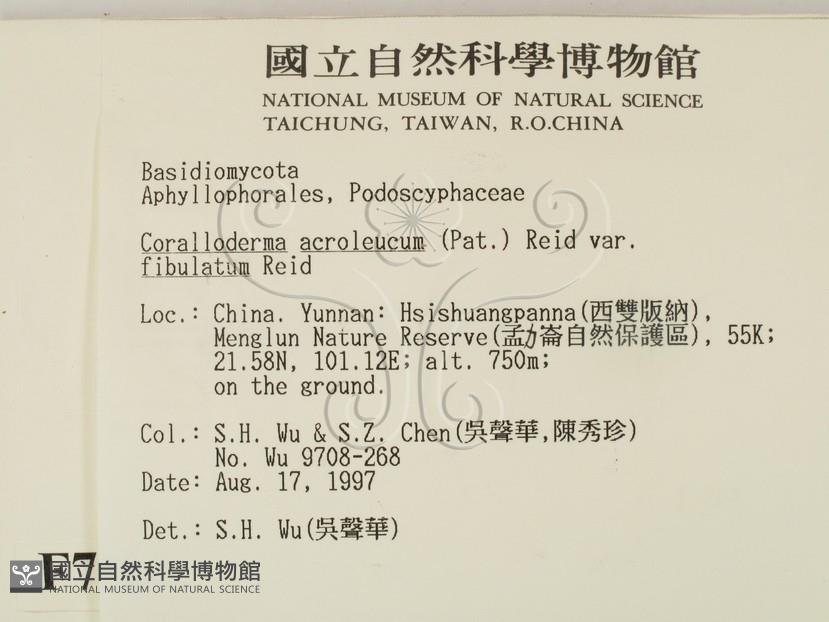 國立自然科學博物館
NATIONAL MUSEUM OF NATURAL SCIENCE
TAICHUNG, TAIWAN, R.O.CHINA
Basidiomycota
Aphyllophorales, Podoscyphaceae
Coralloderma acroleucum (Pat.) Reid var.
fibulatum Reid
Loc.: China. Yunnan: Hsishuangpanna(西雙版納),
Menglun Nature Reserve(孟力崙自然保護區), 55K;
21.58N, 101.12E; alt. 750m;
on the ground.
Col.: S.H. Wu & S.Z. Chen(吳聲華,陳秀珍)
No. Wu 9708-268
Date: Aug. 17, 1997
Det.: S.H. Wu(吳聲華)
F7
國立自然科學博物館
NATIONAL MUSEUM OF NATURAL SCIENCE